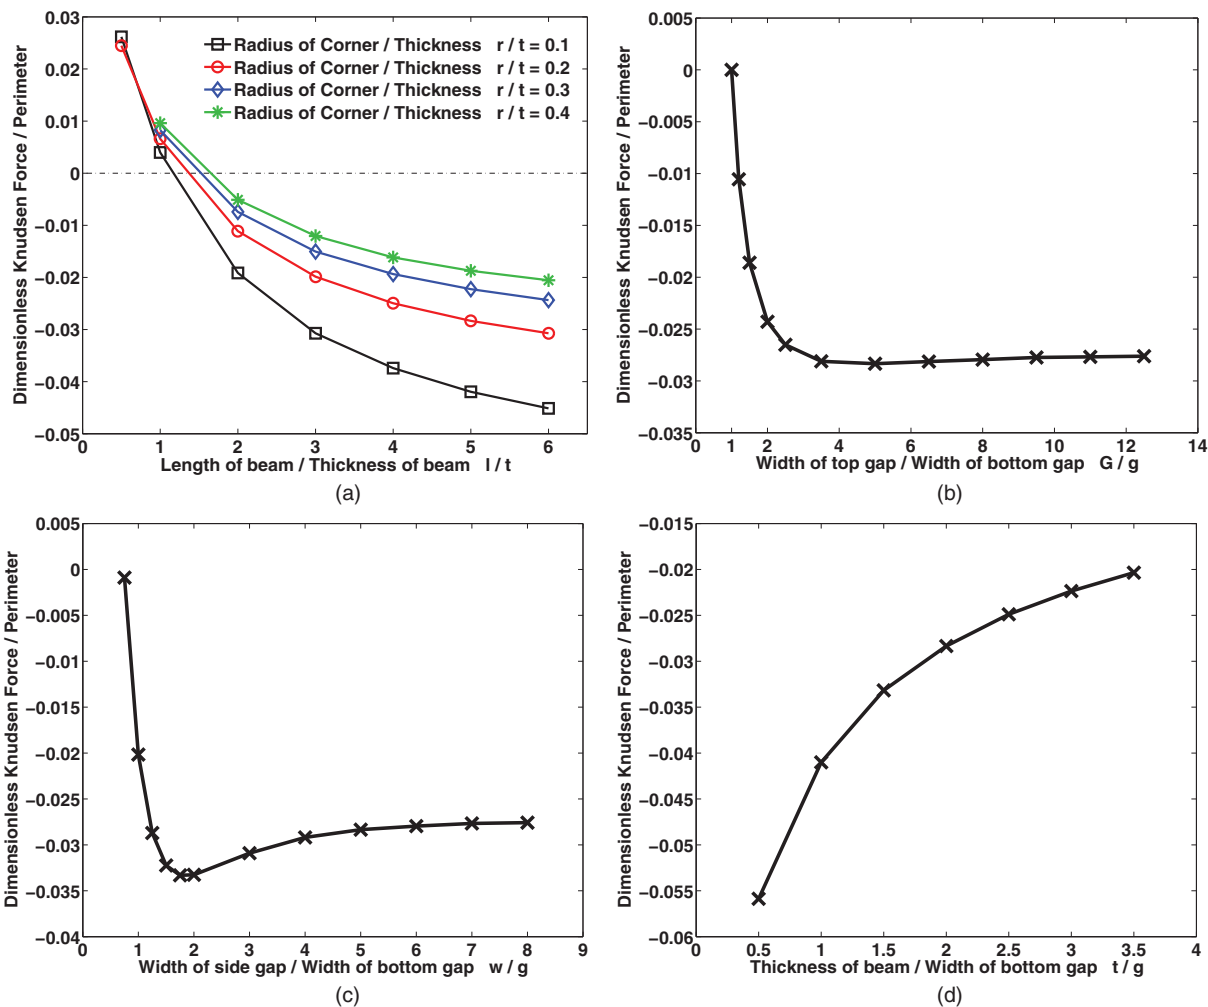 0.03
0.02
0.01
0
−0.01
−0.02
−0.03
−0.04
−0.05
Dimensionless Knudsen Force / Perimeter
Radius of Corner / Thickness r / t = 0.1
Radius of Corner / Thickness r / t = 0.2
Radius of Corner / Thickness r / t = 0.3
Radius of Corner / Thickness r / t = 0.4
0 1 2 3 4 5 6
Length of beam / Thickness of beam l / t
(a)
0.005
0
−0.005
−0.01
−0.015
−0.02
−0.025
−0.03
−0.035
Dimensionless Knudsen Force / Perimeter
0 1 2 4 6 8 10 12 14
Width of top gap / Width of bottom gap G / g
(b)
0.005
0
−0.005
−0.01
−0.015
−0.02
−0.025
−0.03
−0.035
−0.04
Dimensionless Knudsen Force / Perimeter
0 1 2 3 4 5 6 7 8 9
Width of side gap / Width of bottom gap w / g
(c)
−0.015
−0.02
−0.025
−0.03
−0.035
−0.04
−0.045
−0.05
−0.055
−0.06
Dimensionless Knudsen Force / Perimeter
0 0.5 1 1.5 2 2.5 3 3.5 4
Thickness of beam / Width of bottom gap t / g
(d)